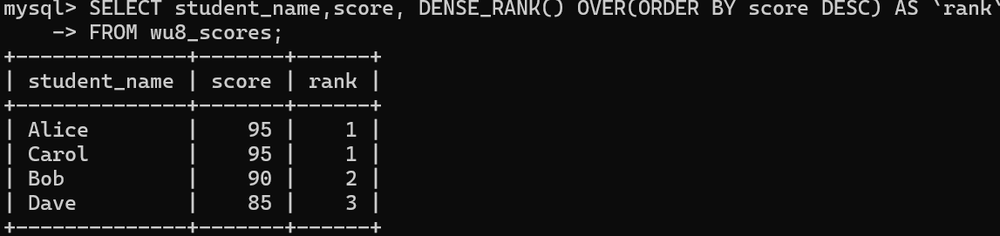 mysql> SELECT student_name,score, DENSE_RANK() OVER(ORDER BY score DESC) AS `rank`
    -> FROM wu8_scores;
+--------------+-------+------+
| student_name | score | rank |
+--------------+-------+------+
| Alice        |    95 |    1 |
| Carol        |    95 |    1 |
| Bob          |    90 |    2 |
| Dave         |    85 |    3 |
+--------------+-------+------+